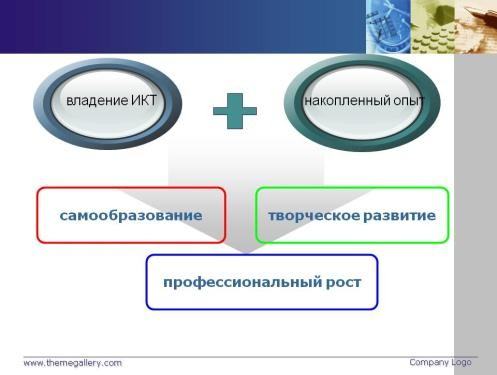 владение ИКТ
накопленный опыт
самообразование
творческое развитие
профессиональный рост
www.themegallery.com
Company Logo